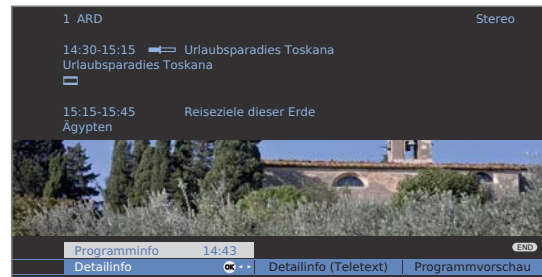 1 ARD Stereo
14:30-15:15 Urlaubsparadies Toskana
Urlaubsparadies Toskana
15:15-15:45 Reiseziele dieser Erde
Ägypten
END
Programminfo 14:43
Detailinfo OK Detailinfo (Teletext) Programmvorschau